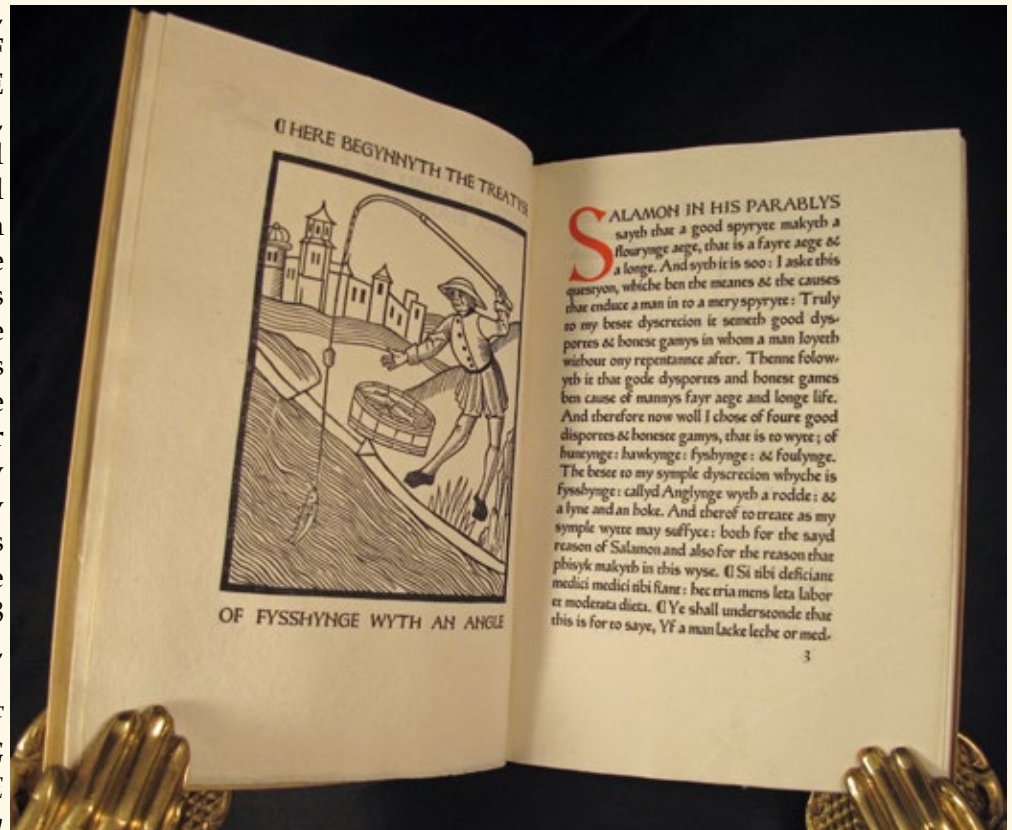 ¶ HERE BEGYNNYTH THE TREATYSE
OF FYSSHYNGE WYTH AN ANGLE
SALAMON IN HIS PARABLYS
sayth that a good spyryte makyth a
flourynge aege, that is a fayre aege &
a longe. And syth it is soo: I aske this
questyon, whiche ben the meanes & the causes
that enduce a man in to a mery spyryte: Truly
to my beste dyscrecion it semeth good dys-
portes & honest gamys in whom a man Ioyeth
without ony repentannce after. Thenne folow-
yth it that gode dysportes and honest games
ben cause of mannys fayr aege and longe life.
And therefore now woll I chose of foure good
disportes & honeste gamys, that is to wyte; of
huntynge: hawkynge: fyshynge: & foulynge.
The beste to my symple dyscrecion whyche is
fysshynge: callyd Anglynge wyth a rodde: &
a lyne and an hoke. And therof to treate as my
symple wytte may suffyce: both for the sayd
reason of Salamon and also for the reason that
phisyk makyth in this wyse. ¶ Si tibi deficiant
medici medici tibi fiant: hec tria mens leta labor
et moderata dieta. ¶ Ye shall understonde that
this is for to saye, Yf a man lacke leche or med-
3